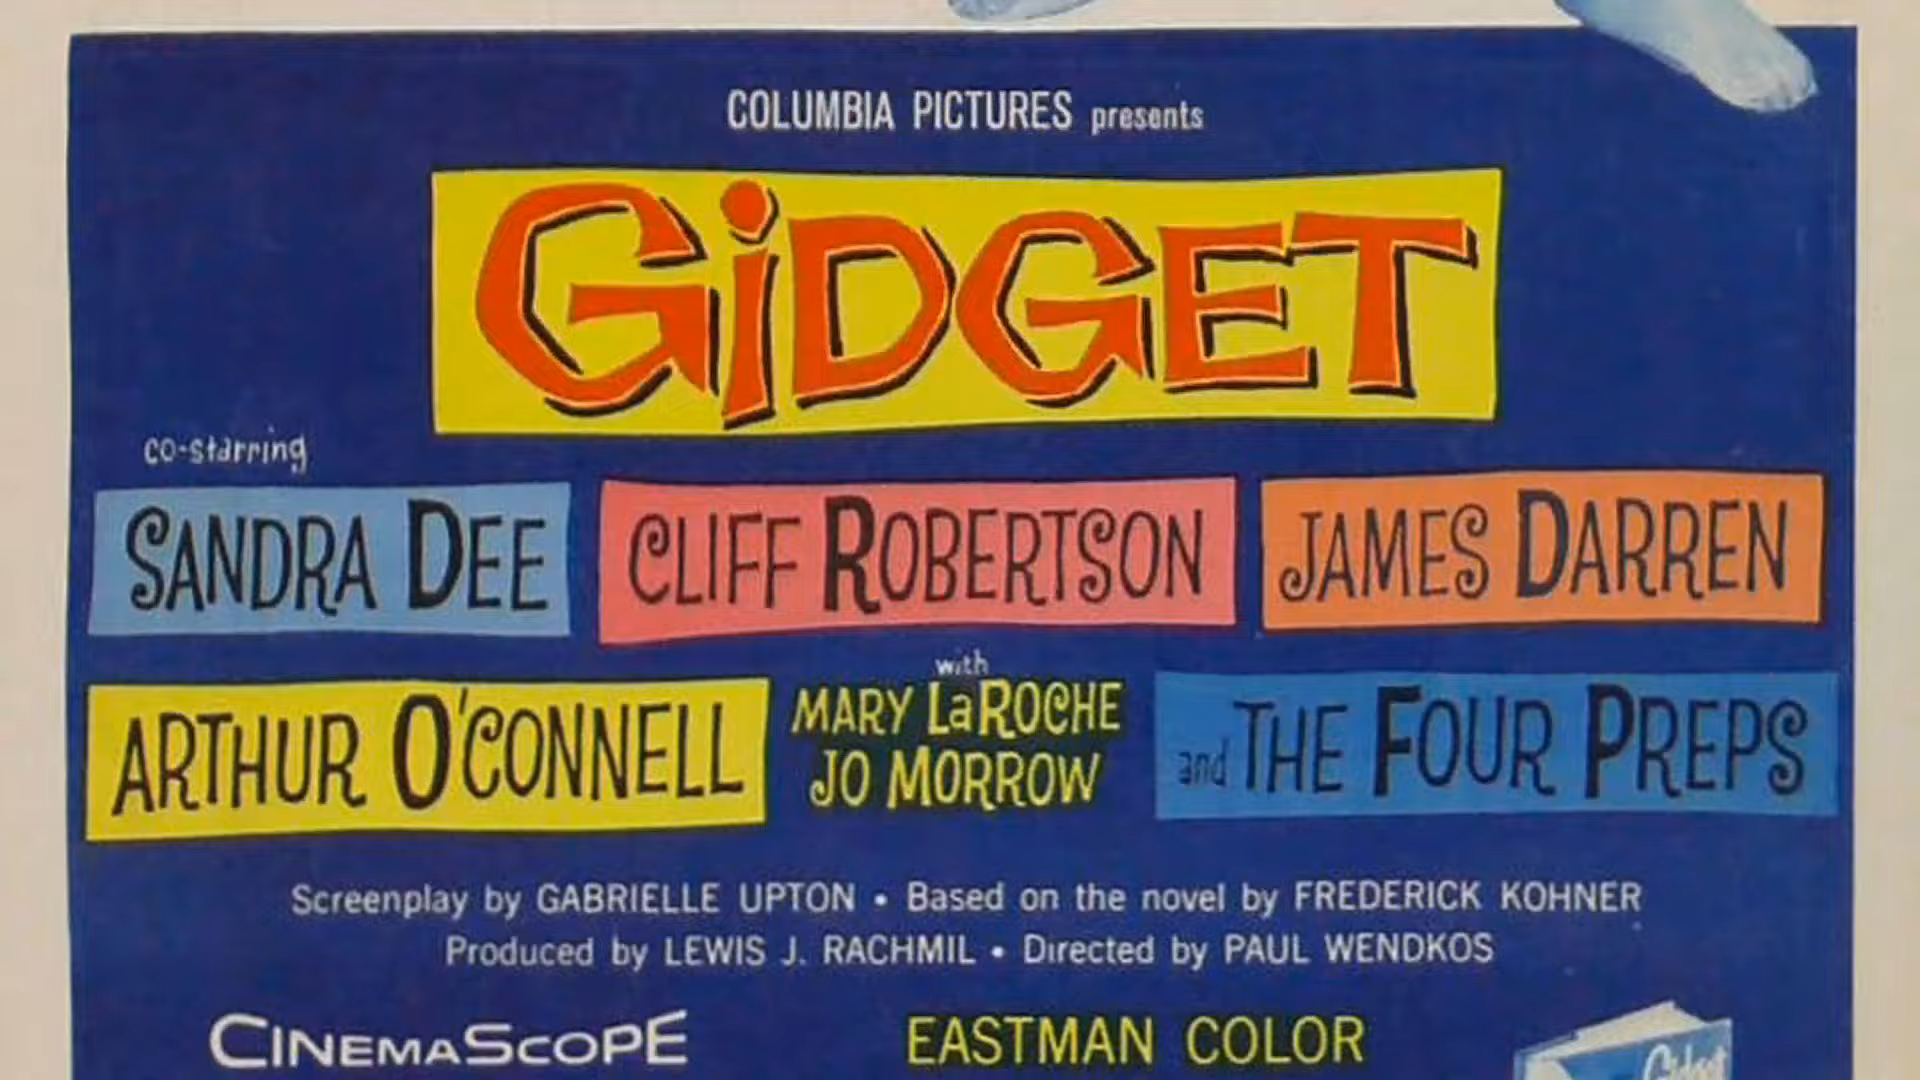 COLUMBIA PICTURES presents
GiDGET
co-starring
SANDRA DEE CLIFF ROBERTSON JAMES DARREN
with
ARTHUR O'CONNELL MARY LaROCHE and THE FOUR PREPS
JO MORROW
Screenplay by GABRIELLE UPTON • Based on the novel by FREDERICK KOHNER
Produced by LEWIS J. RACHMIL • Directed by PAUL WENDKOS
CINEMASCOPE EASTMAN COLOR
Gidget